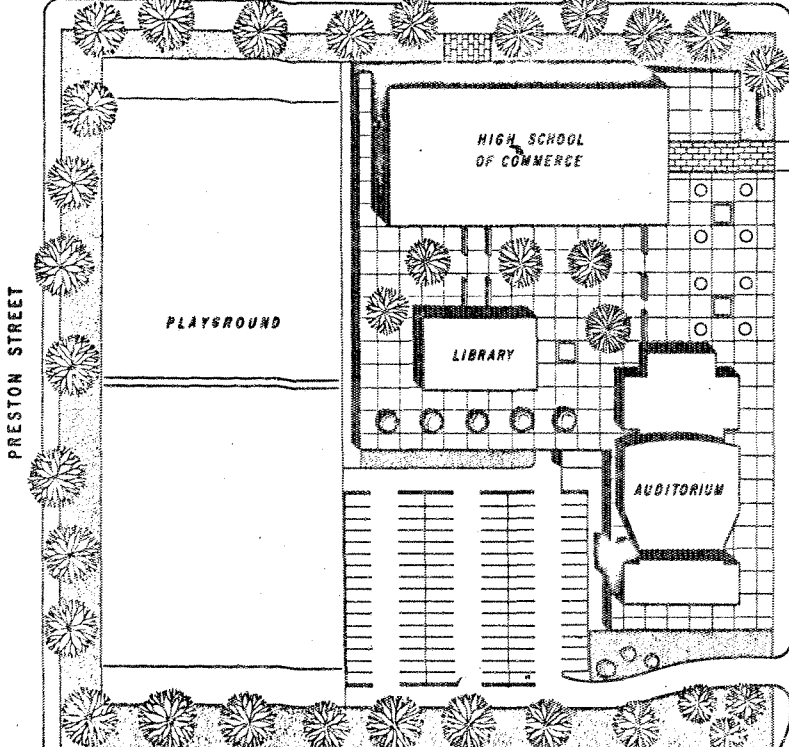 HIGH SCHOOL
OF COMMERCE
PLAYGROUND
LIBRARY
AUDITORIUM
PRESTON STREET